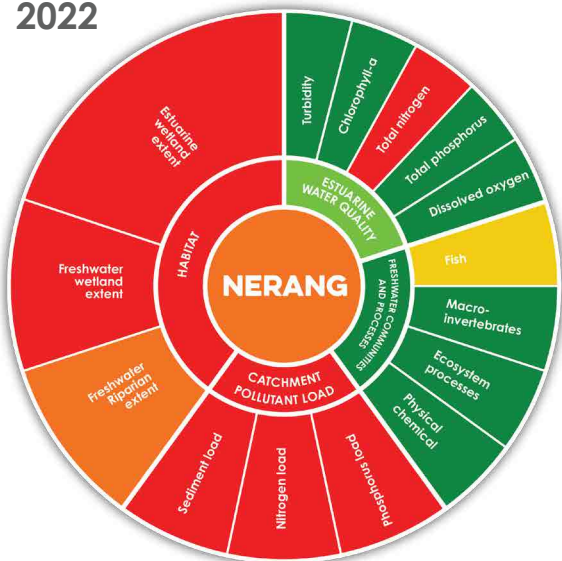 2022
Turbidity
Chlorophyll-a
Total nitrogen
Total phosphorus
Dissolved oxygen
Fish
Macro-
invertebrates
Ecosystem
processes
Physical
chemical
Phosphorus load
Nitrogen load
Sediment load
Freshwater
Riparian
extent
Freshwater
wetland
extent
Estuarine
wetland
extent
ESTUARINE
WATER QUALITY
FRESHWATER COMMUNITIES
AND PROCESSES
CATCHMENT
POLLUTANT LOAD
HABITAT
NERANG